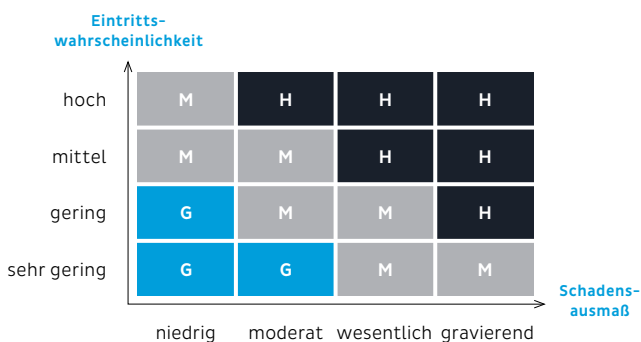 Eintritts-
wahrscheinlichkeit
hoch M H H H
mittel M M H H
gering G M M H
sehr gering G G M M
Schadens-
ausmaß
niedrig moderat wesentlich gravierend